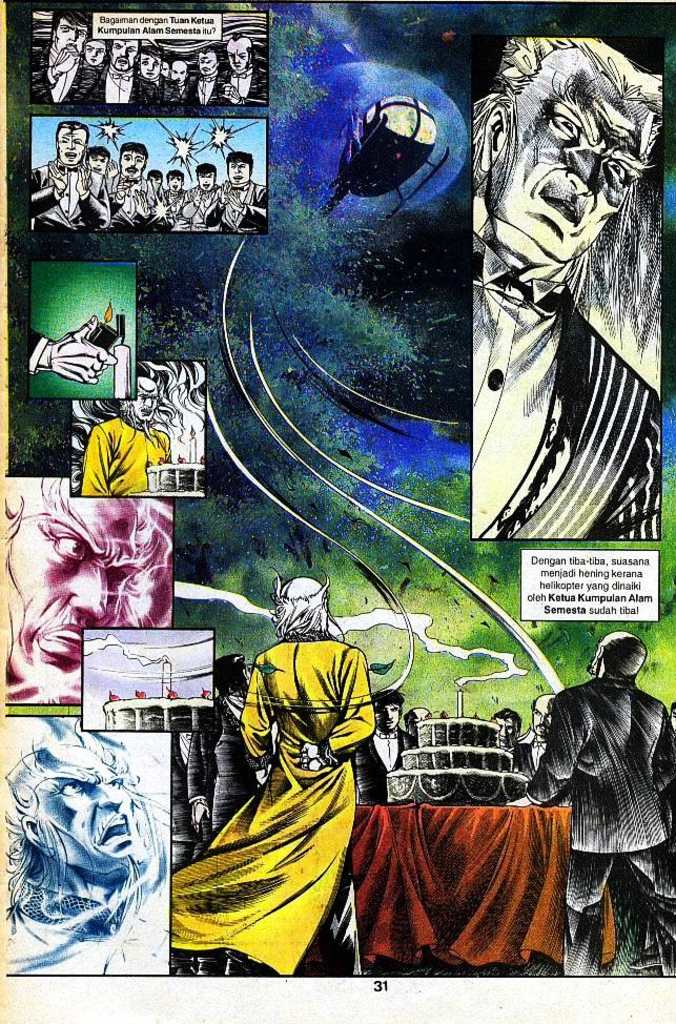 Bagaiman dengan Tuan Ketua
Kumpulan Alam Semesta itu?
Dengan tiba-tiba, suasana
menjadi hening kerana
helikopter yang dinaiki
oleh Ketua Kumpulan Alam
Semesta sudah tiba!
31